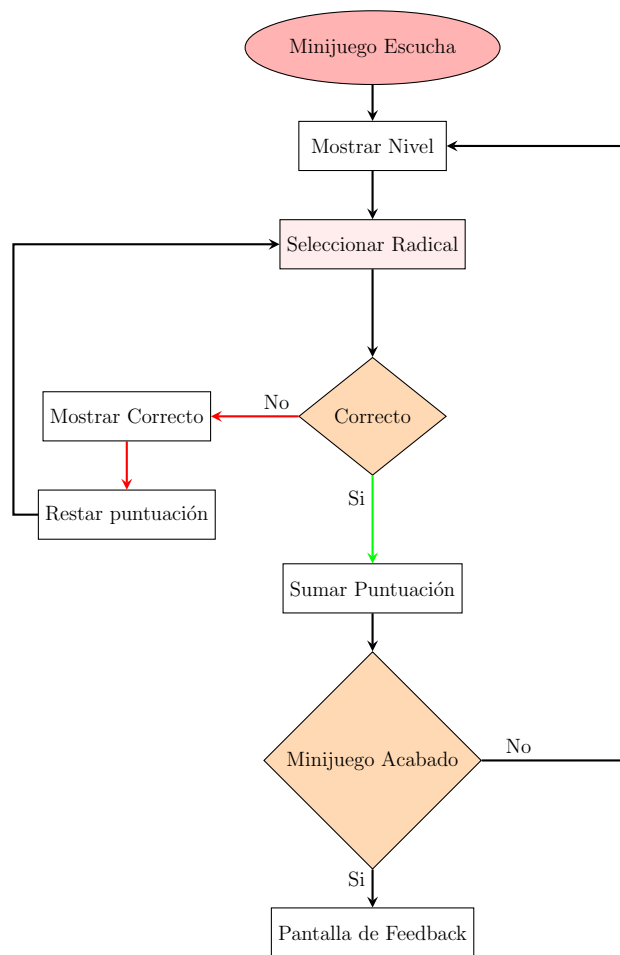 Minijuego Escucha
Mostrar Nivel
Seleccionar Radical
Correcto
No
Mostrar Correcto
Restar puntuación
Si
Sumar Puntuación
Minijuego Acabado
No
Si
Pantalla de Feedback